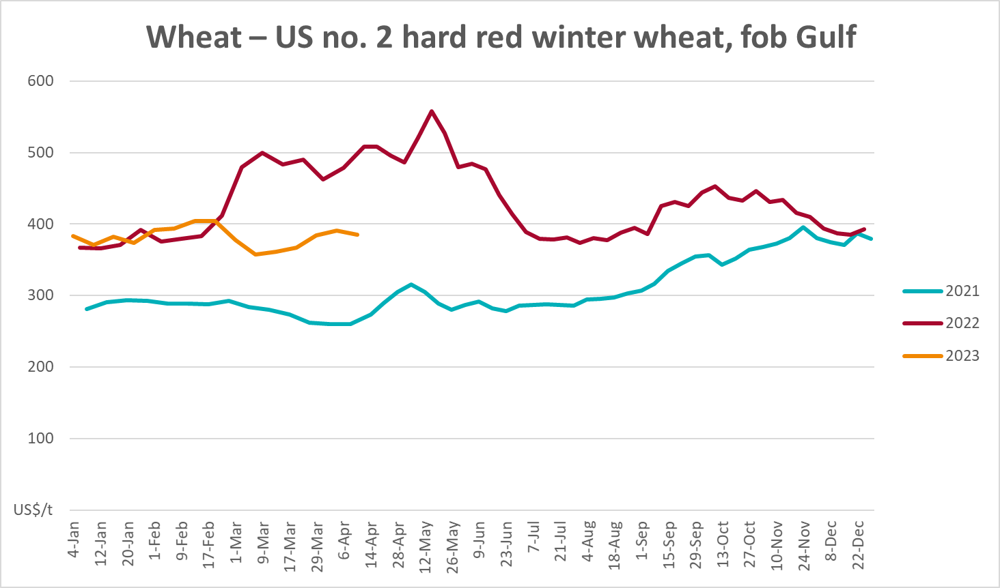 Wheat – US no. 2 hard red winter wheat, fob Gulf
600
500
400
300
200
100
US$/t
4-Jan
12-Jan
20-Jan
1-Feb
9-Feb
17-Feb
1-Mar
9-Mar
17-Mar
29-Mar
6-Apr
14-Apr
28-Apr
12-May
26-May
9-Jun
23-Jun
7-Jul
21-Jul
4-Aug
18-Aug
1-Sep
15-Sep
29-Sep
13-Oct
27-Oct
10-Nov
24-Nov
8-Dec
22-Dec
2021
2022
2023